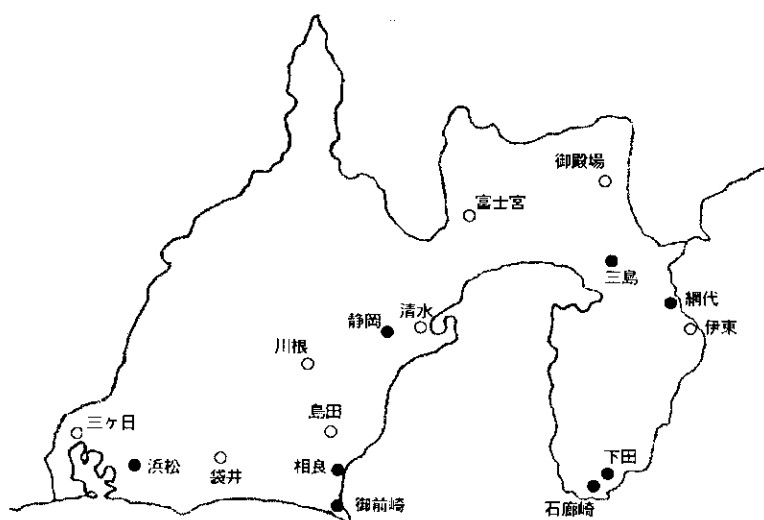 御殿場
富士宮
三島
網代
清水
静岡
伊東
川根
島田
三ヶ日
浜松
袋井
相良
下田
石廊崎
御前崎